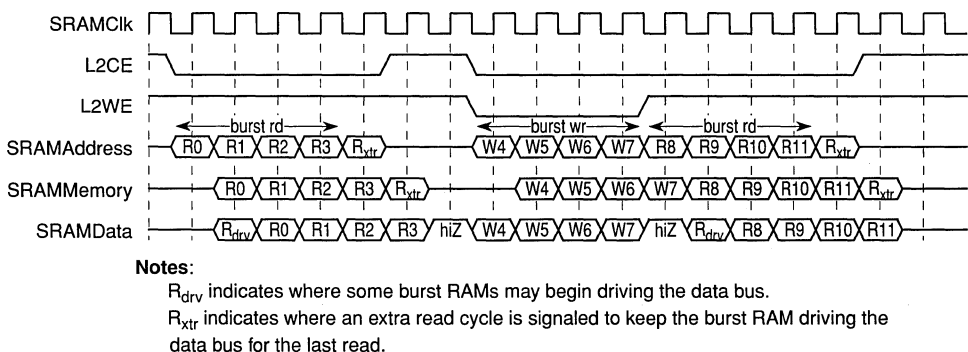 SRAMClk
L2CE
L2WE
burst rd burst wr burst rd
SRAMAddress R0 R1 R2 R3 Rxtr W4 W5 W6 W7 R8 R9 R10 R11 Rxtr
SRAMMemory R0 R1 R2 R3 Rxtr W4 W5 W6 W7 R8 R9 R10 R11 Rxtr
SRAMData Rdrv R0 R1 R2 R3 hiZ W4 W5 W6 W7 hiZ Rdrv R8 R9 R10 R11
Notes:
Rdrv indicates where some burst RAMs may begin driving the data bus.
Rxtr indicates where an extra read cycle is signaled to keep the burst RAM driving the
data bus for the last read.